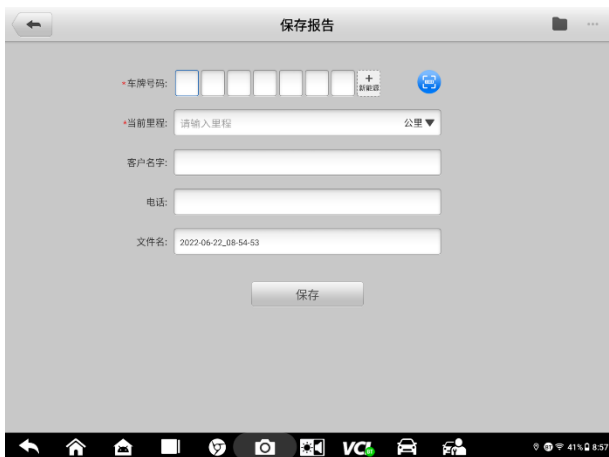 保存报告
*车牌号码:
+
新能源
*当前里程: 请输入里程 公里▼
客户名字:
电话:
文件名: 2022-06-22_08-54-53
保存
VCI 41% 8:57